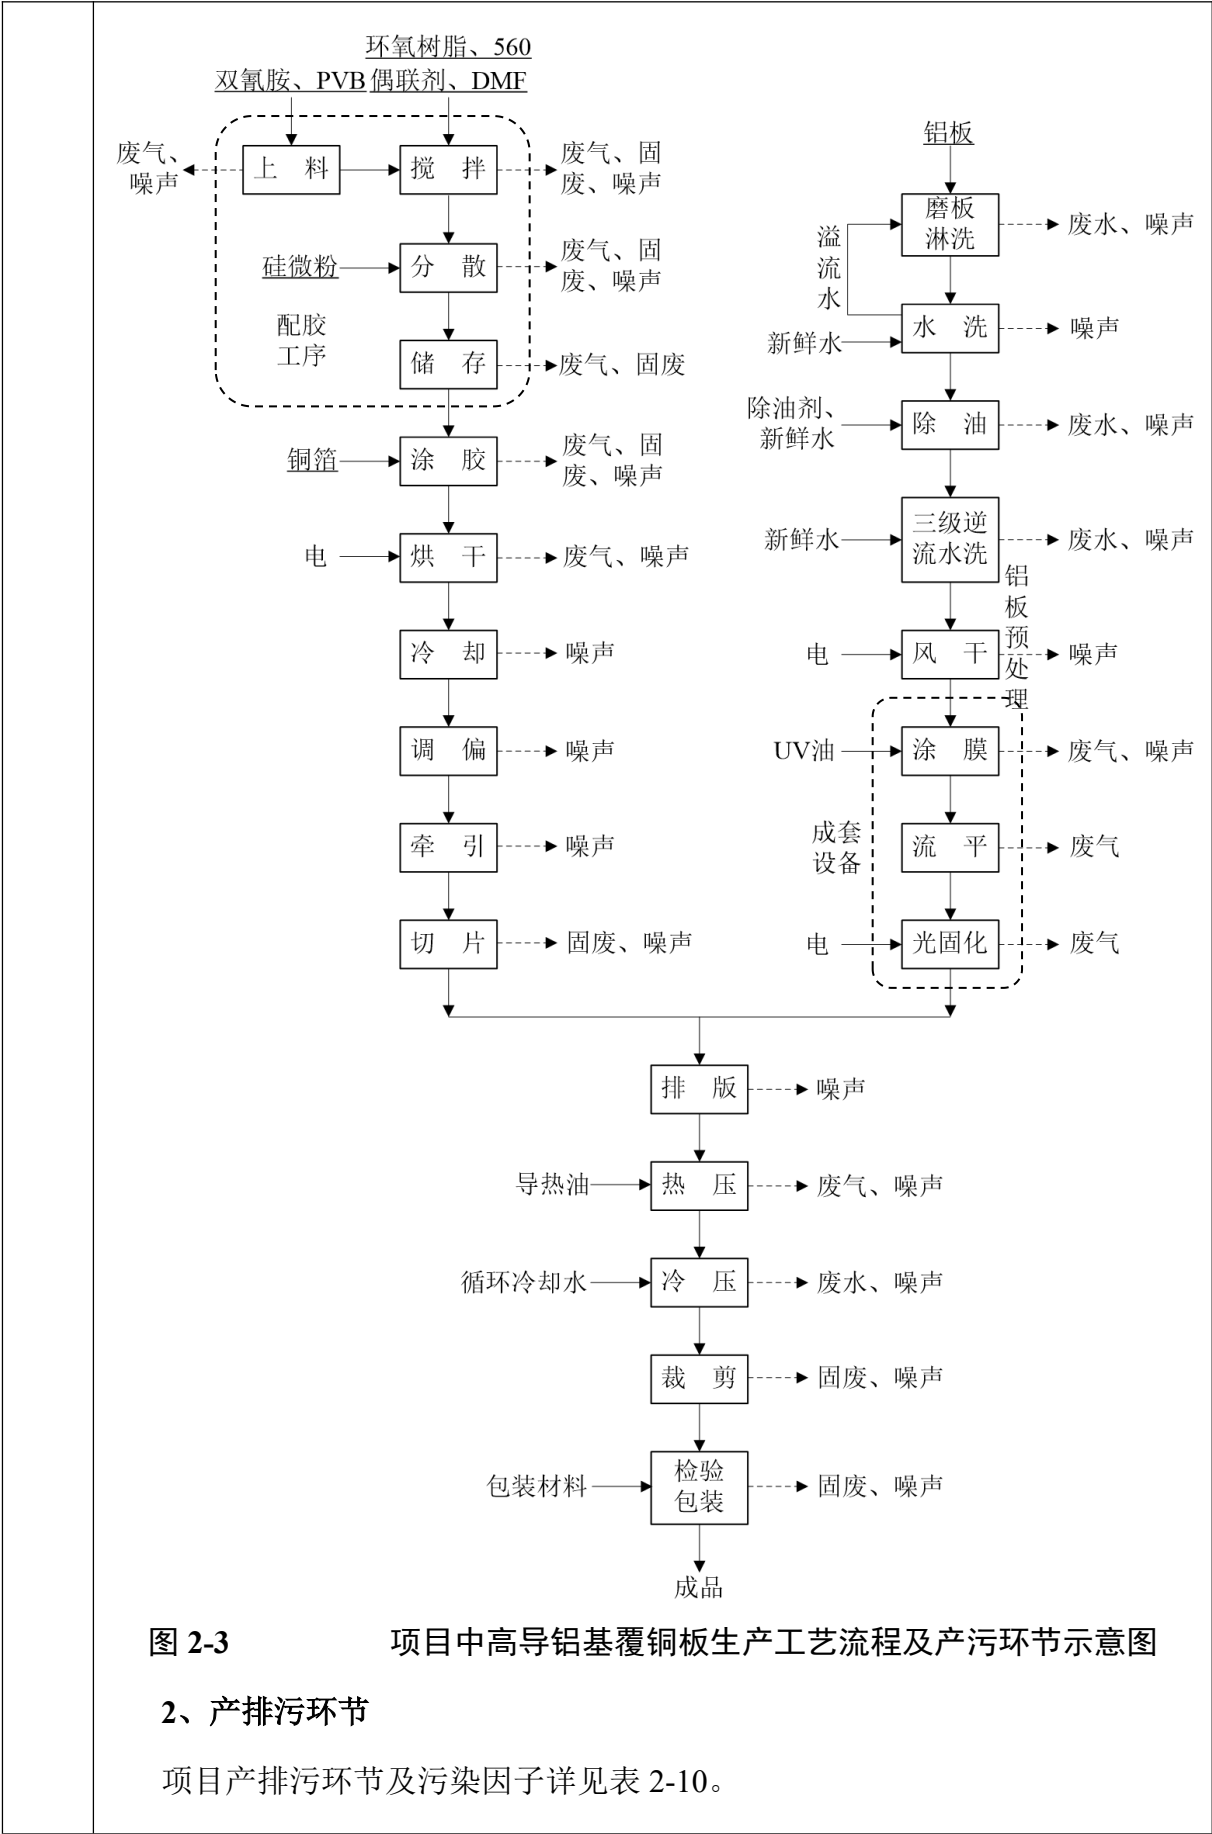 环氧树脂、560
双氰胺、PVB 偶联剂、DMF
废气、
噪声
上 料
搅 拌
废气、固
废、噪声
硅微粉
分 散
废气、固
废、噪声
配胶
工序
储 存
废气、固废
铜箔
涂 胶
废气、固
废、噪声
电
烘 干
废气、噪声
冷 却
噪声
调 偏
噪声
牵 引
噪声
切 片
固废、噪声
铝板
磨板
淋洗
废水、噪声
溢
流
水
水 洗
噪声
新鲜水
除油剂、
新鲜水
除 油
废水、噪声
新鲜水
三级逆
流水洗
废水、噪声
铝
板
预
处
理
电
风 干
噪声
UV油
涂 膜
废气、噪声
成套
设备
流 平
废气
电
光固化
废气
排 版
噪声
导热油
热 压
废气、噪声
循环冷却水
冷 压
废水、噪声
裁 剪
固废、噪声
包装材料
检验
包装
固废、噪声
成品
图 2-3 项目中高导铝基覆铜板生产工艺流程及产污环节示意图
2、产排污环节
项目产排污环节及污染因子详见表 2-10。